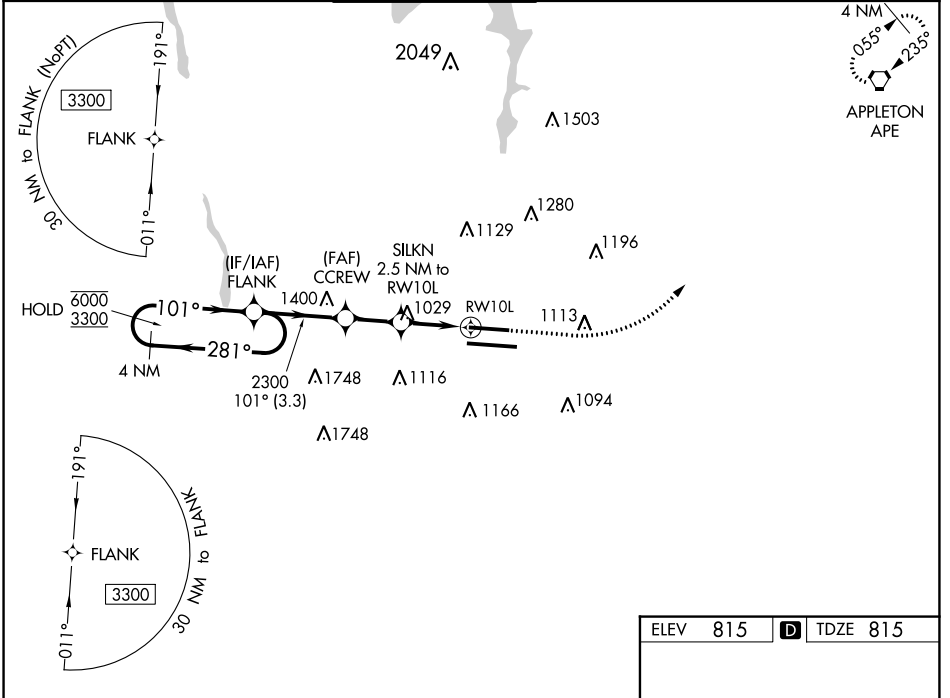 191°
30 NM to FLANK (NoPT)
3300
FLANK
011°
2049
1503
4 NM
055°
235°
APPLETON
APE
1280
1129
1196
(IF/IAF)
FLANK
(FAF)
CCREW
SILKN
2.5 NM to
RW10L
1400
1029
RW10L
1113
HOLD
6000
3300
101°
281°
4 NM
2300
101° (3.3)
1748
1116
1166
1094
1748
191°
FLANK
3300
30 NM to FLANK
011°
ELEV 815 D TDZE 815